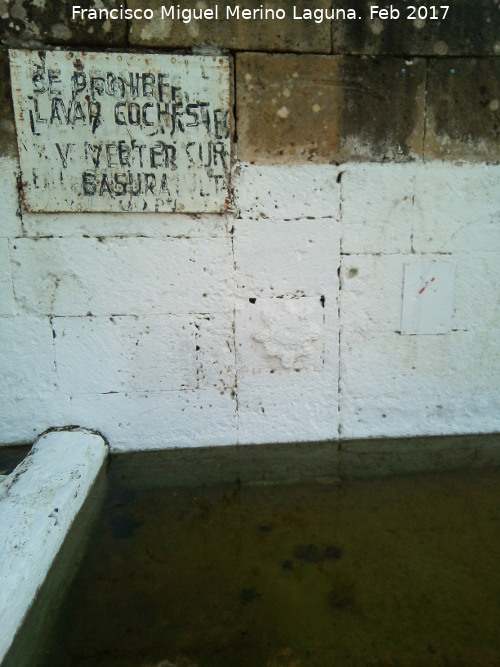 Francisco Miguel Merino Laguna. Feb 2017
SE PROHIBE
LAVAR COCHES
Y VERTER
BASURA